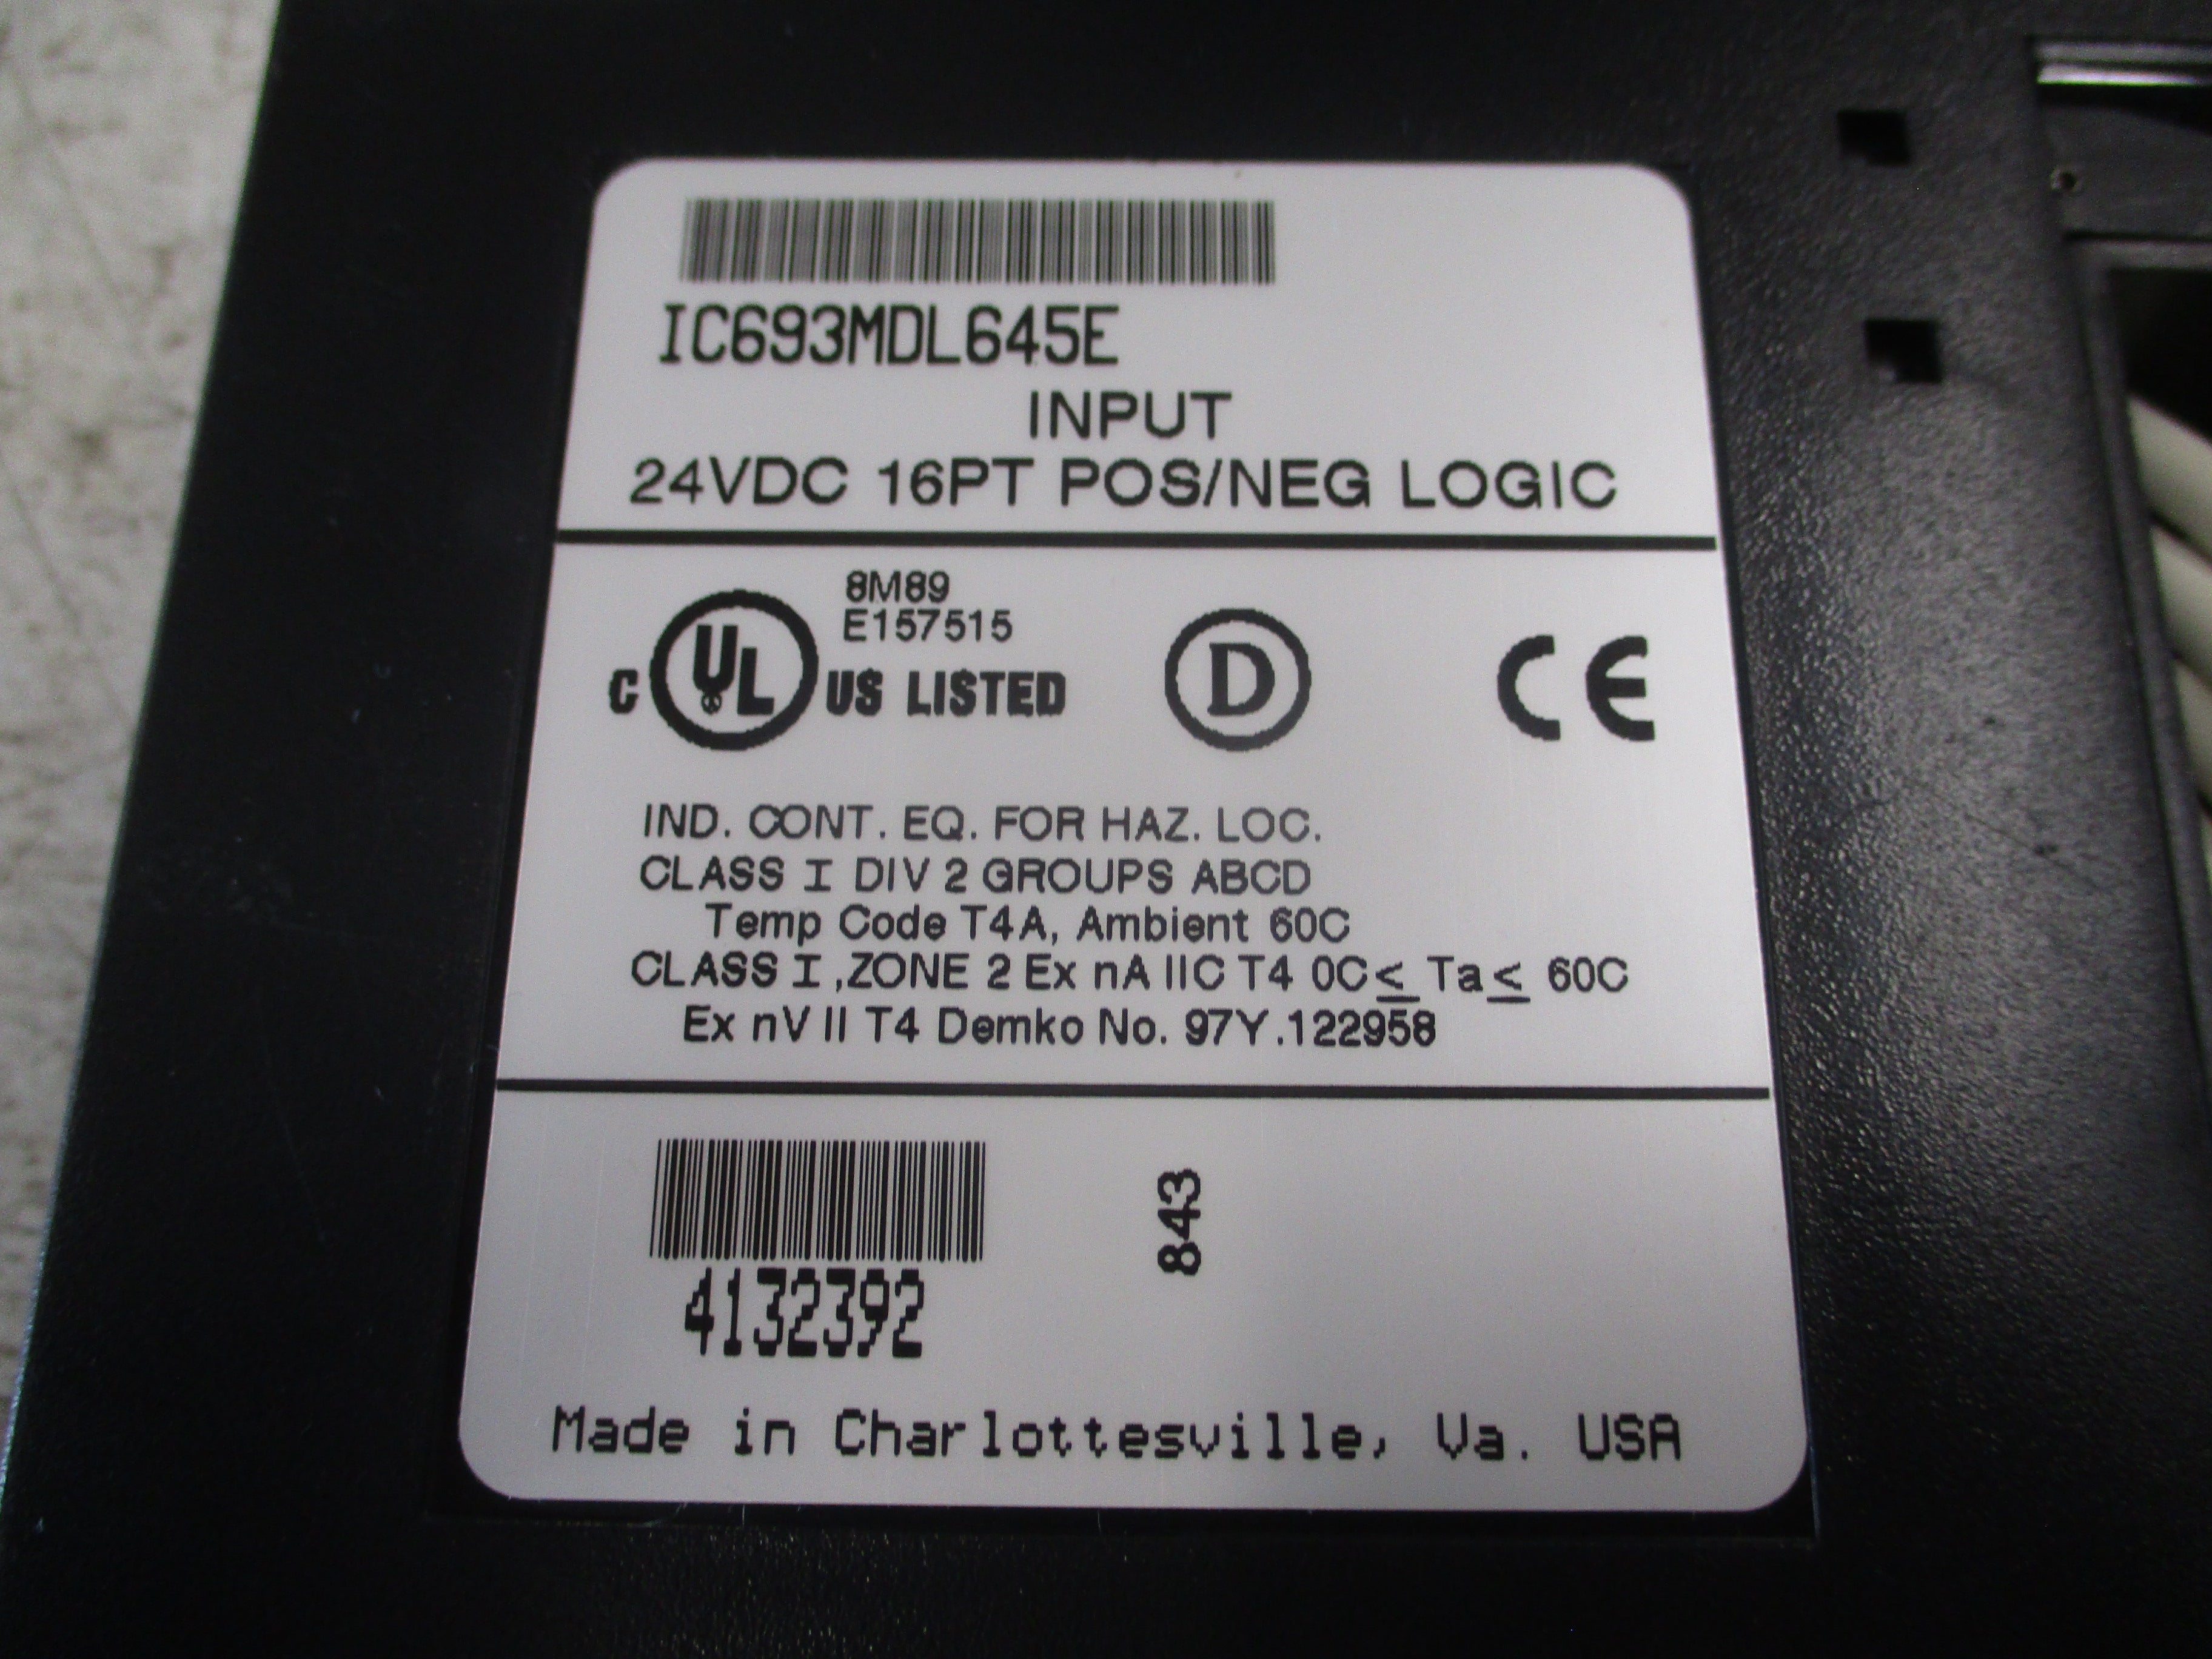 IC693MDL645E
INPUT
24VDC 16PT POS/NEG LOGIC
8M89
E157515
C UL US LISTED
D
CE
IND. CONT. EQ. FOR HAZ. LOC.
CLASS I DIV 2 GROUPS ABCD
Temp Code T4A, Ambient 60C
CLASS I ,ZONE 2 Ex nA IIC T4 0C≤ Ta≤ 60C
Ex nV II T4 Demko No. 97Y.122958
843
4132392
Made in Charlottesville, Va. USA